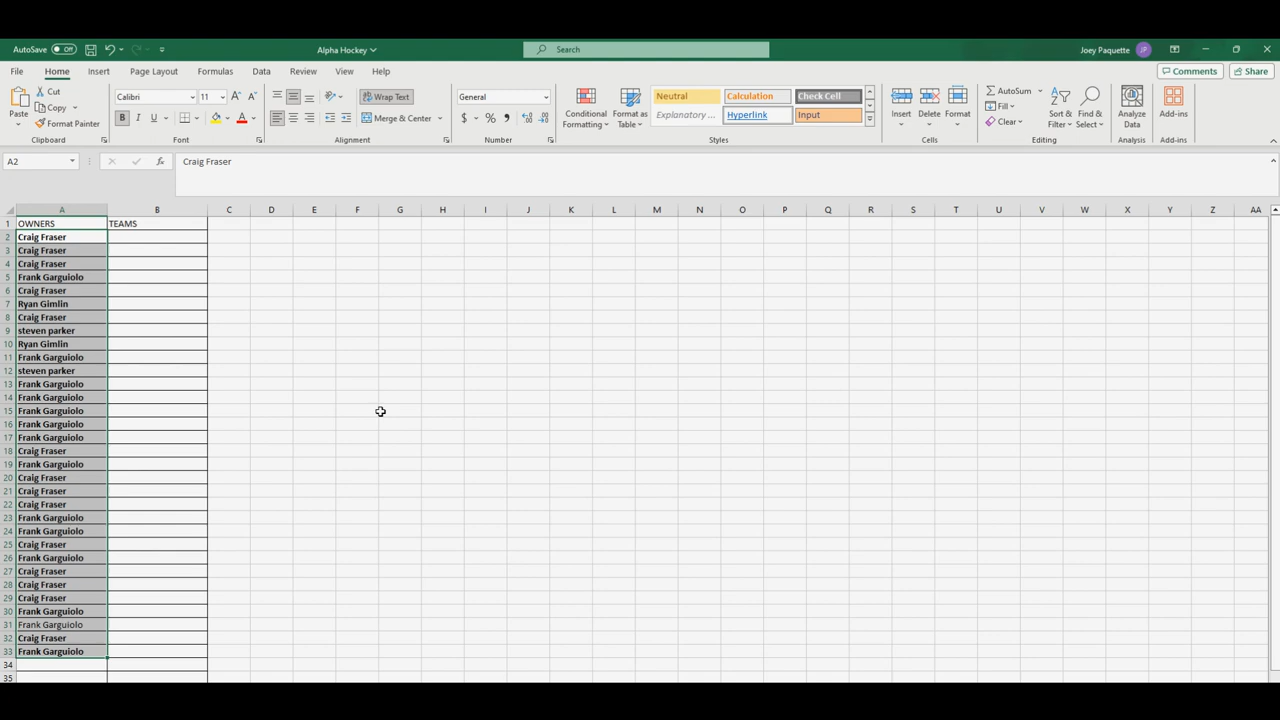 AutoSave Off Alpha Hockey Search Joey Paquette JP
File Home Insert Page Layout Formulas Data Review View Help Comments Share
Paste Cut Copy Format Painter Clipboard
Calibri 11 A A B I U A Font
Wrap Text Merge & Center Alignment
General $ % , Number
Conditional Formatting Format as Table Neutral Calculation Check Cell Explanatory ... Hyperlink Input Styles
Insert Delete Format Cells
AutoSum Fill Clear Sort & Filter Find & Select Editing
Analyze Data Analysis
Add-ins Add-ins
A2 fx Craig Fraser
A B C D E F G H I J K L M N O P Q R S T U V W X Y Z AA
1 OWNERS TEAMS
2 Craig Fraser
3 Craig Fraser
4 Craig Fraser
5 Frank Garguiolo
6 Craig Fraser
7 Ryan Gimlin
8 Craig Fraser
9 steven parker
10 Ryan Gimlin
11 Frank Garguiolo
12 steven parker
13 Frank Garguiolo
14 Frank Garguiolo
15 Frank Garguiolo
16 Frank Garguiolo
17 Frank Garguiolo
18 Craig Fraser
19 Frank Garguiolo
20 Craig Fraser
21 Craig Fraser
22 Craig Fraser
23 Frank Garguiolo
24 Frank Garguiolo
25 Craig Fraser
26 Frank Garguiolo
27 Craig Fraser
28 Craig Fraser
29 Craig Fraser
30 Frank Garguiolo
31 Frank Garguiolo
32 Craig Fraser
33 Frank Garguiolo
34
35